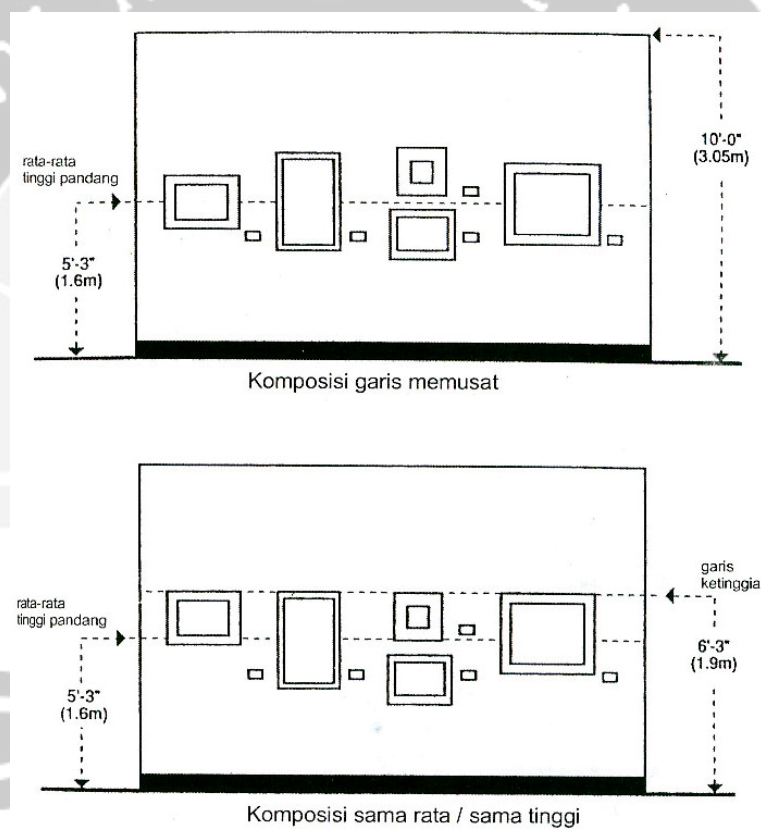 10'-0"
(3.05m)
rata-rata
tinggi pandang
5'-3"
(1.6m)
Komposisi garis memusat
garis
ketinggia
rata-rata
tinggi pandang
6'-3"
(1.9m)
5'-3"
(1.6m)
Komposisi sama rata / sama tinggi